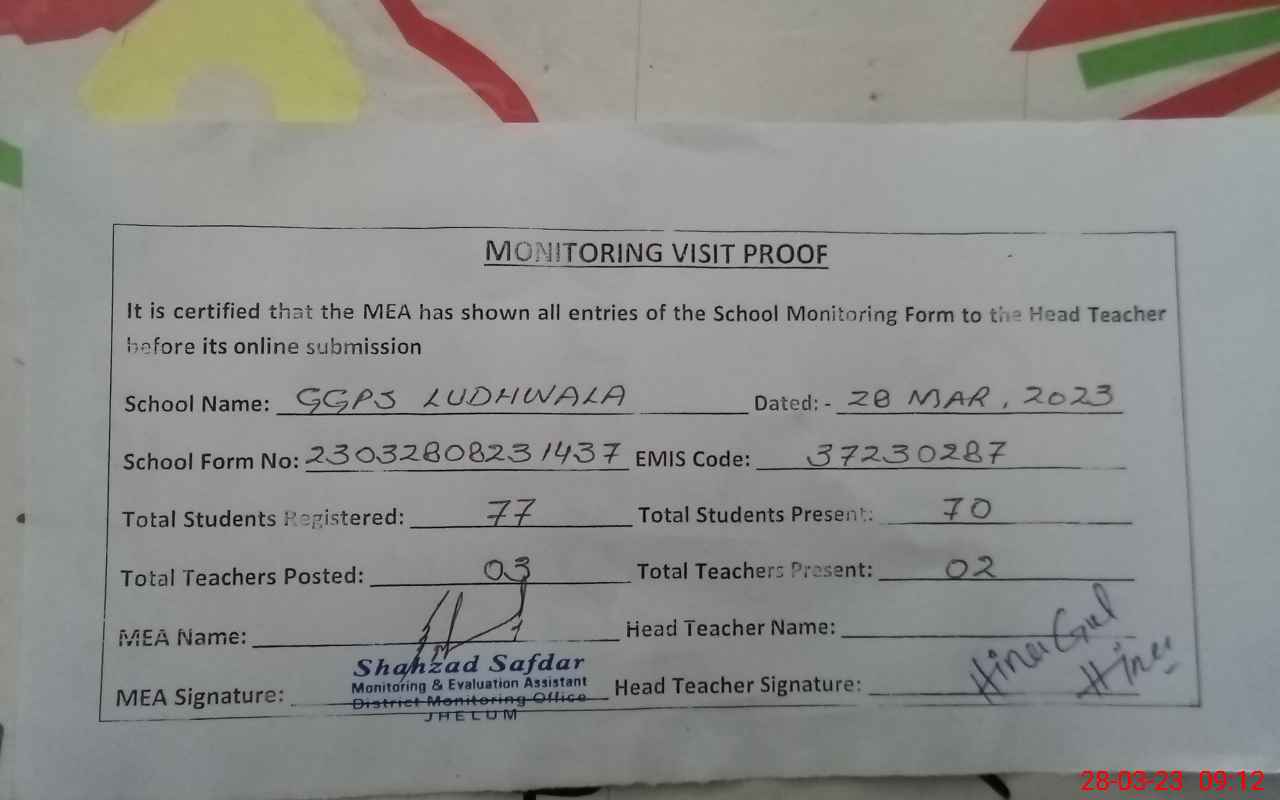 MONITORING VISIT PROOF
It is certified that the MEA has shown all entries of the School Monitoring Form to the Head Teacher
before its online submission
School Name: GGPS LUDHWALA Dated: - 28 MAR, 2023
School Form No: 23032808231437 EMIS Code: 37230287
Total Students Registered: 77 Total Students Present: 70
Total Teachers Posted: 03 Total Teachers Present: 02
MEA Name: Head Teacher Name: Hina Gul
Shahzad Safdar
Monitoring & Evaluation Assistant
MEA Signature: Head Teacher Signature: Hina
District Monitoring Office
JHELUM
28-03-23 09:12